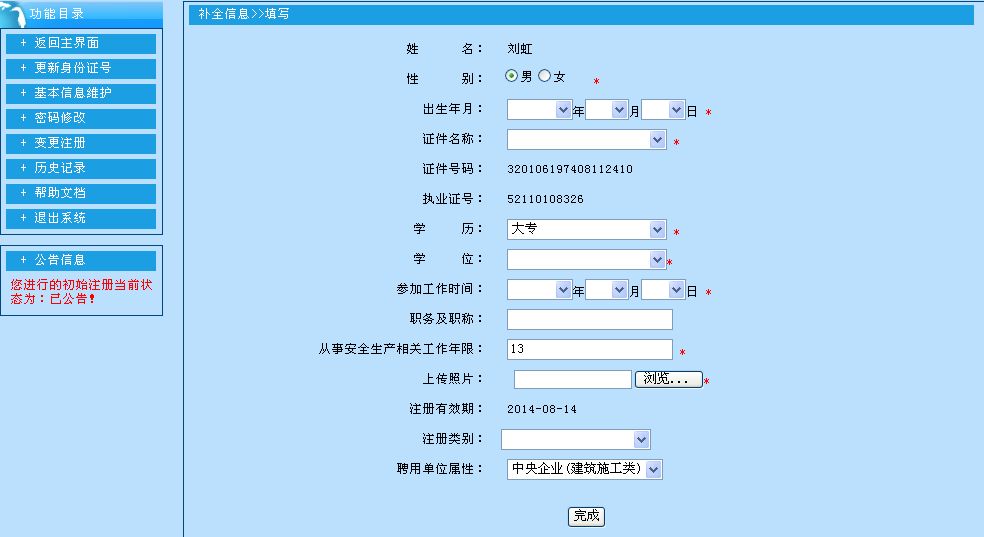 功能目录
+ 返回主界面
+ 更新身份证号
+ 基本信息维护
+ 密码修改
+ 变更注册
+ 历史记录
+ 帮助文档
+ 退出系统
+ 公告信息
您进行的初始注册当前状
态为：已公告！
补全信息>>填写
姓 名： 刘虹
性 别： 男 女 *
出生年月： 年 月 日 *
证件名称： *
证件号码： 320106197408112410
执业证号： 52110108326
学 历： 大专 *
学 位： *
参加工作时间： 年 月 日 *
职务及职称：
从事安全生产相关工作年限： 13 *
上传照片： 浏览... *
注册有效期： 2014-08-14
注册类别：
聘用单位属性： 中央企业(建筑施工类)
完成